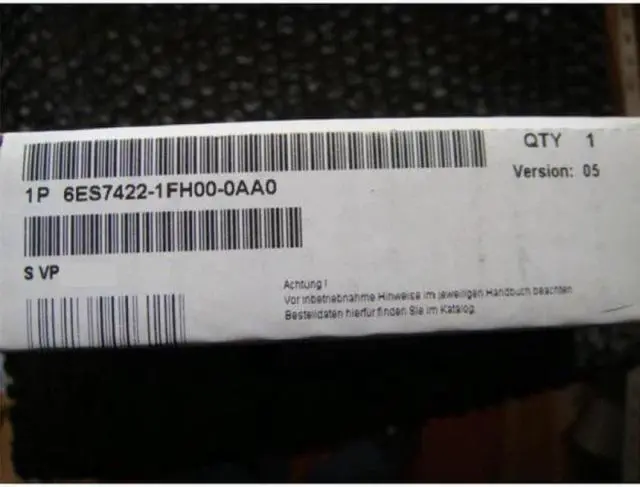 QTY 1
1P 6ES7422-1FH00-0AA0
Version: 05
S VP
Achtung !
Vor Inbetriebnahme Hinweise im jeweiligen Handbuch beachten.
Bestelldaten hierfür finden Sie im Katalog.